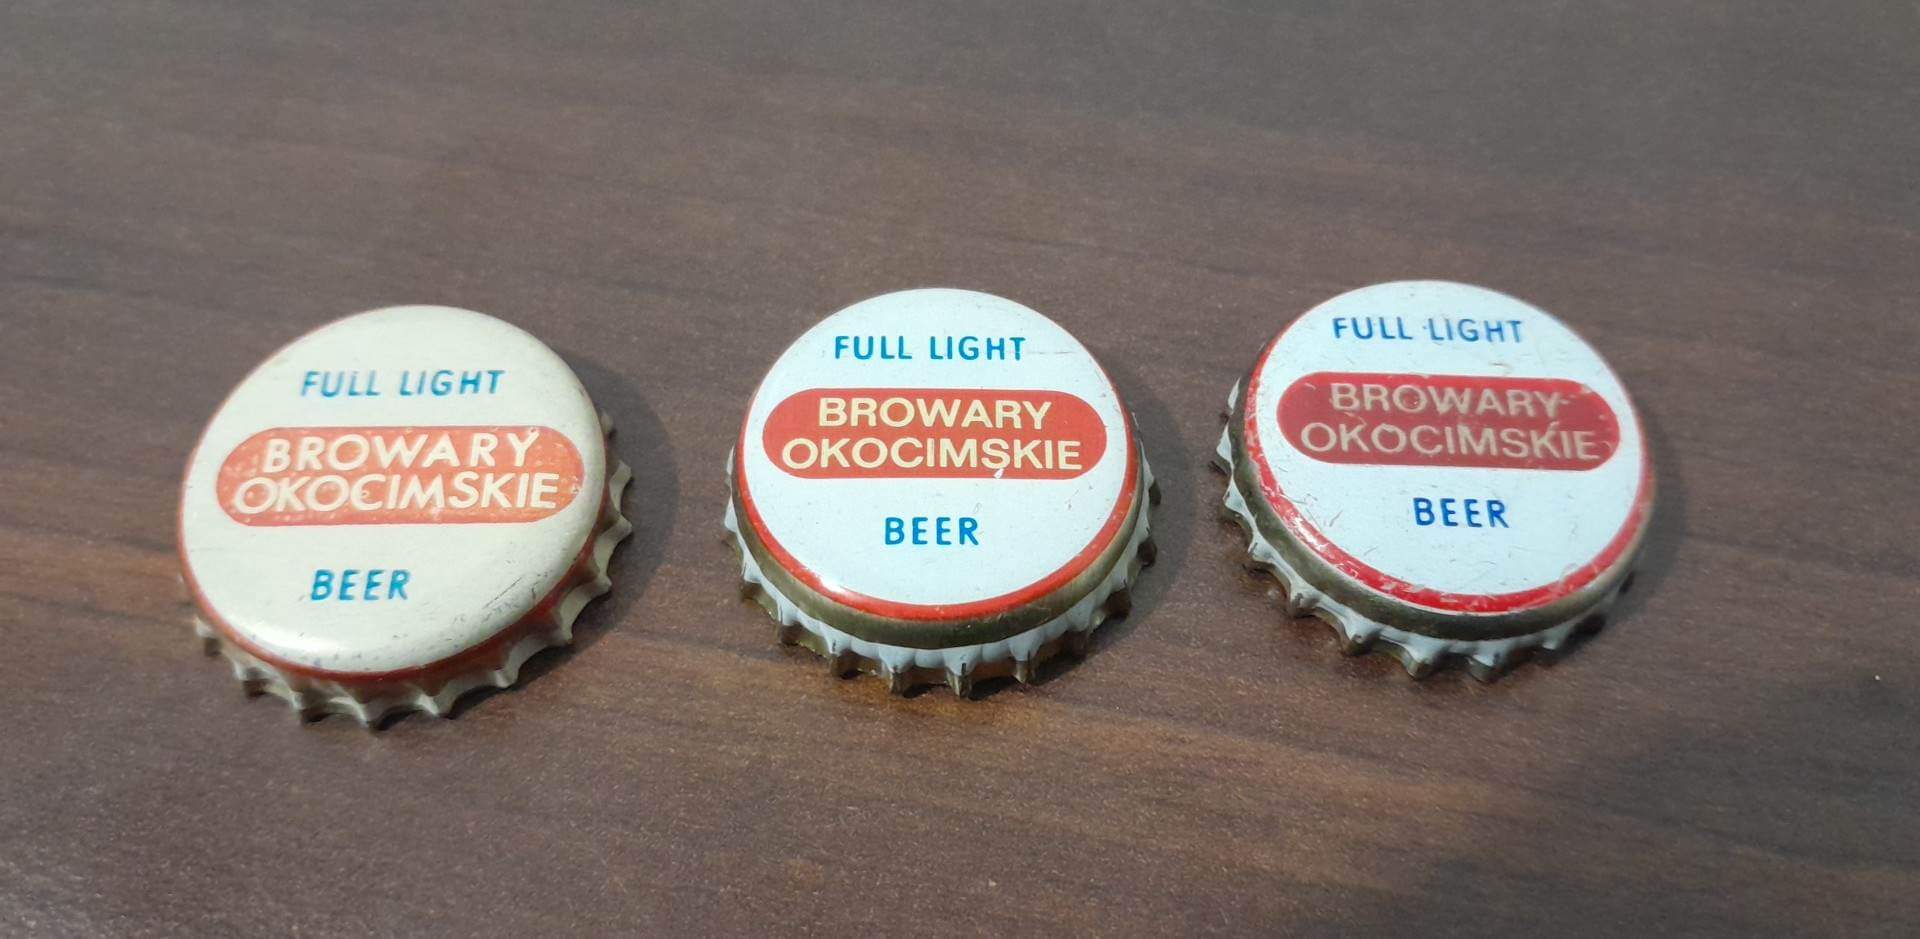 FULL LIGHT
BROWARY
OKOCIMSKIE
BEER
FULL LIGHT
BROWARY
OKOCIMSKIE
BEER
FULL LIGHT
BROWARY
OKOCIMSKIE
BEER